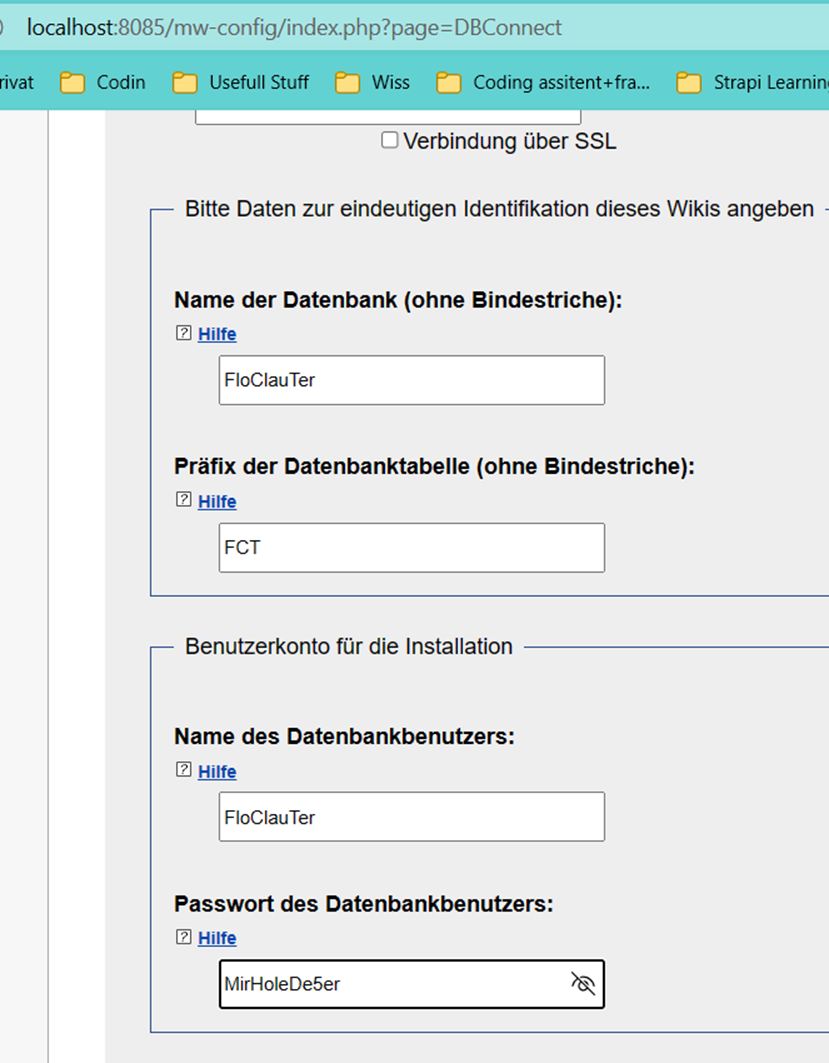 localhost:8085/mw-config/index.php?page=DBConnect
rivat Codin Usefull Stuff Wiss Coding assitent+fra... Strapi Learnin
Verbindung über SSL
Bitte Daten zur eindeutigen Identifikation dieses Wikis angeben
Name der Datenbank (ohne Bindestriche):
? Hilfe
FloClauTer
Präfix der Datenbanktabelle (ohne Bindestriche):
? Hilfe
FCT
Benutzerkonto für die Installation
Name des Datenbankbenutzers:
? Hilfe
FloClauTer
Passwort des Datenbankbenutzers:
? Hilfe
MirHoleDe5er